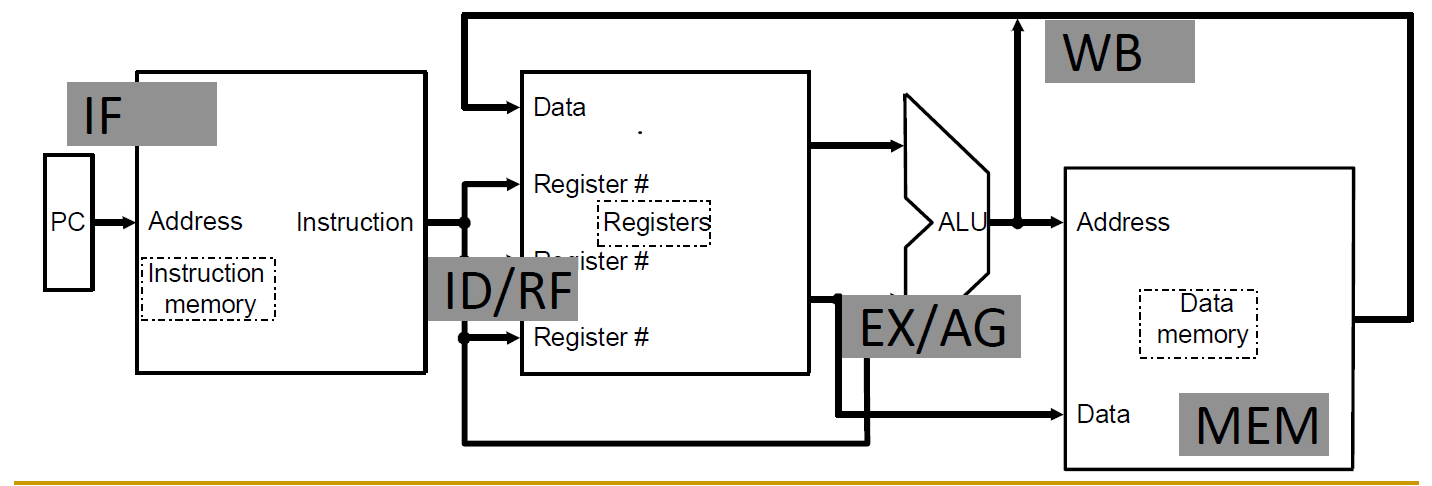 WB
IF
Data
Register #
PC
Address
Instruction
Registers
ALU
Address
ister #
Instruction
memory
ID/RF
EX/AG
Data
memory
Register #
Data
MEM